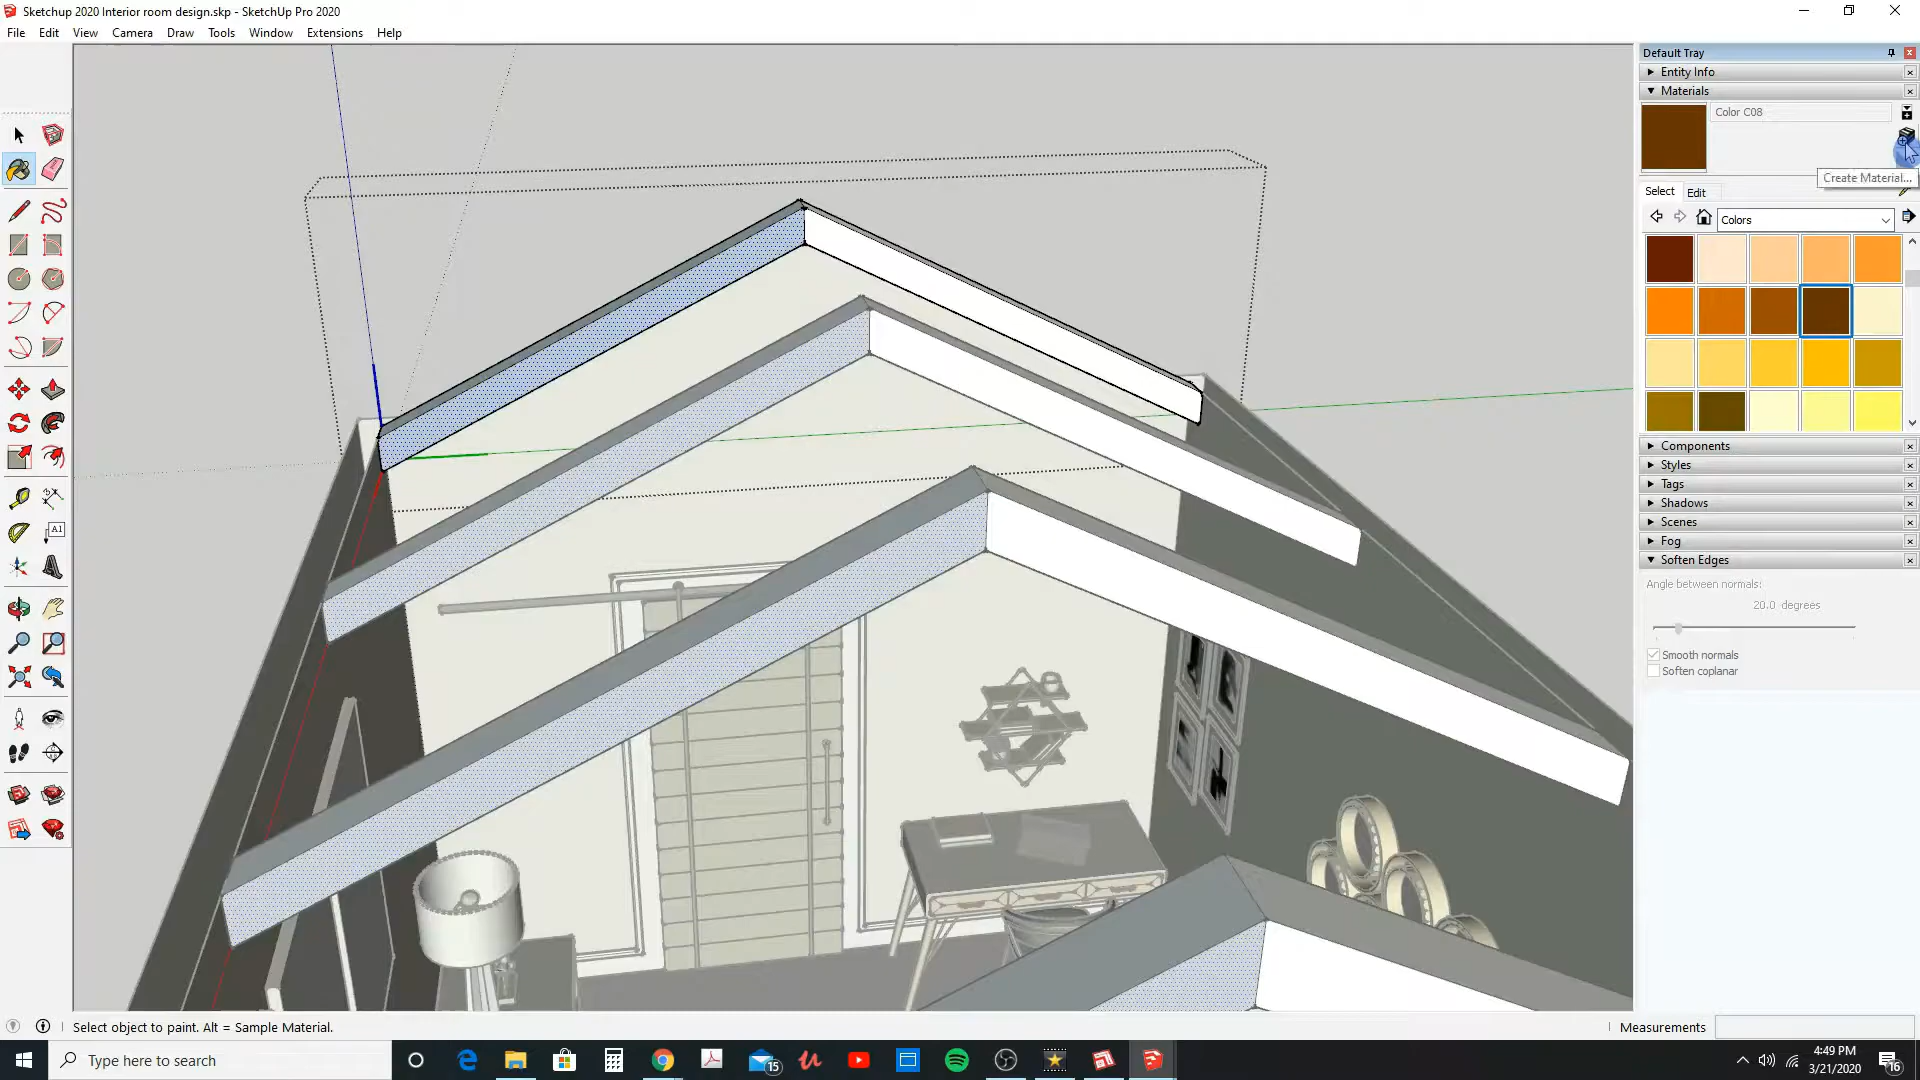 Sketchup 2020 Interior room design.skp - SketchUp Pro 2020
File Edit View Camera Draw Tools Window Extensions Help
Default Tray
Entity Info
Materials
Color C08
Create Material...
Select Edit
Colors
Components
Styles
Tags
Shadows
Scenes
Fog
Soften Edges
Angle between normals:
20.0 degrees
Smooth normals
Soften coplanar
A1
Select object to paint. Alt = Sample Material.
Measurements
Type here to search
15
4:49 PM
3/21/2020
16